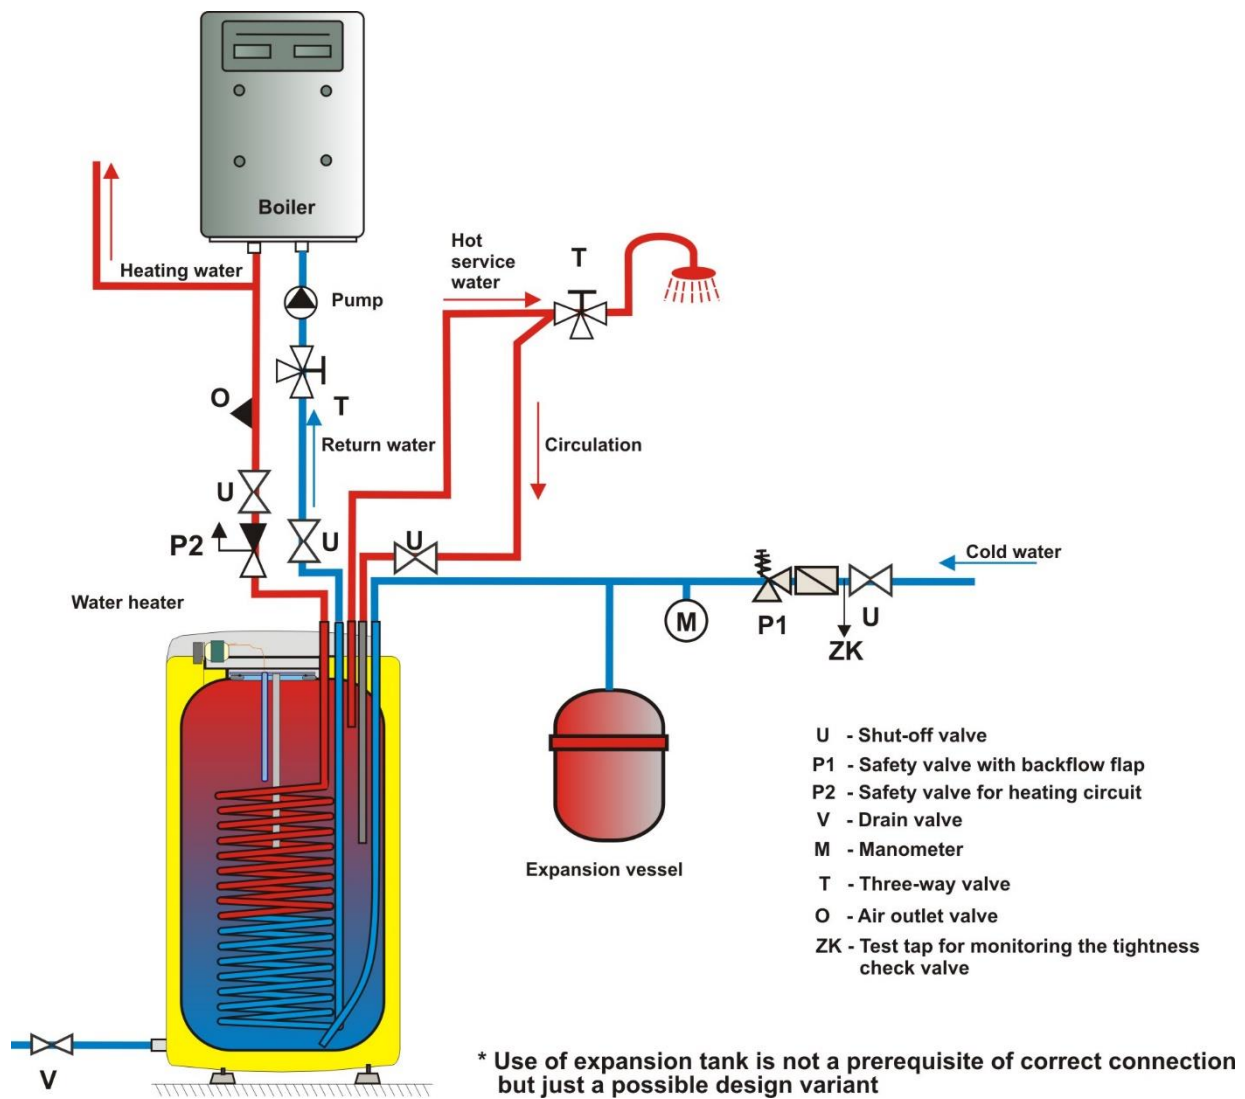 Boiler
Heating water
Hot
service
water
T
Pump
O
T
Return water
Circulation
U
P2
U
U
Cold water
Water heater
M
P1
U
ZK
U - Shut-off valve
P1 - Safety valve with backflow flap
P2 - Safety valve for heating circuit
V - Drain valve
M - Manometer
T - Three-way valve
O - Air outlet valve
ZK - Test tap for monitoring the tightness
check valve
Expansion vessel
V
* Use of expansion tank is not a prerequisite of correct connection
but just a possible design variant